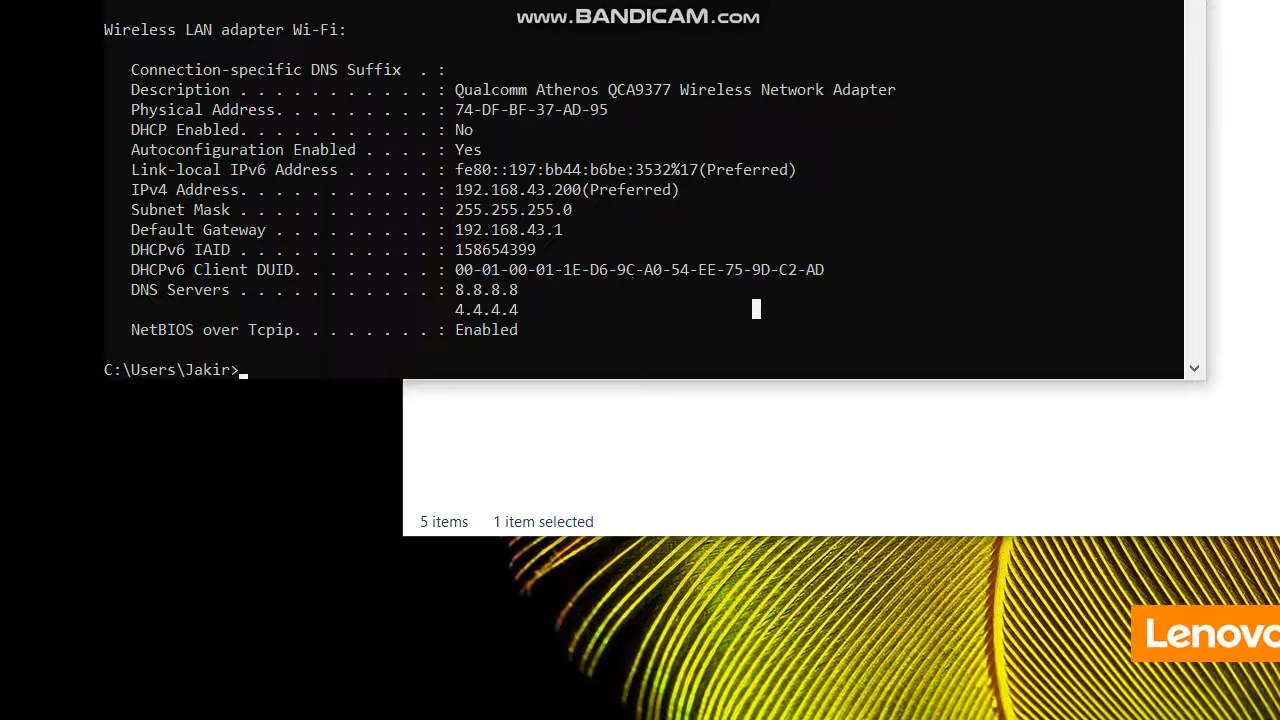 www.BANDICAM.com
Wireless LAN adapter Wi-Fi:
Connection-specific DNS Suffix . :
Description . . . . . . . . . . . : Qualcomm Atheros QCA9377 Wireless Network Adapter
Physical Address. . . . . . . . . : 74-DF-BF-37-AD-95
DHCP Enabled. . . . . . . . . . . : No
Autoconfiguration Enabled . . . . : Yes
Link-local IPv6 Address . . . . . : fe80::197:bb44:b6be:3532%17(Preferred)
IPv4 Address. . . . . . . . . . . : 192.168.43.200(Preferred)
Subnet Mask . . . . . . . . . . . : 255.255.255.0
Default Gateway . . . . . . . . . : 192.168.43.1
DHCPv6 IAID . . . . . . . . . . . : 158654399
DHCPv6 Client DUID. . . . . . . . : 00-01-00-01-1E-D6-9C-A0-54-EE-75-9D-C2-AD
DNS Servers . . . . . . . . . . . : 8.8.8.8
4.4.4.4
NetBIOS over Tcpip. . . . . . . . : Enabled
C:\Users\Jakir>
5 items 1 item selected
Lenovo